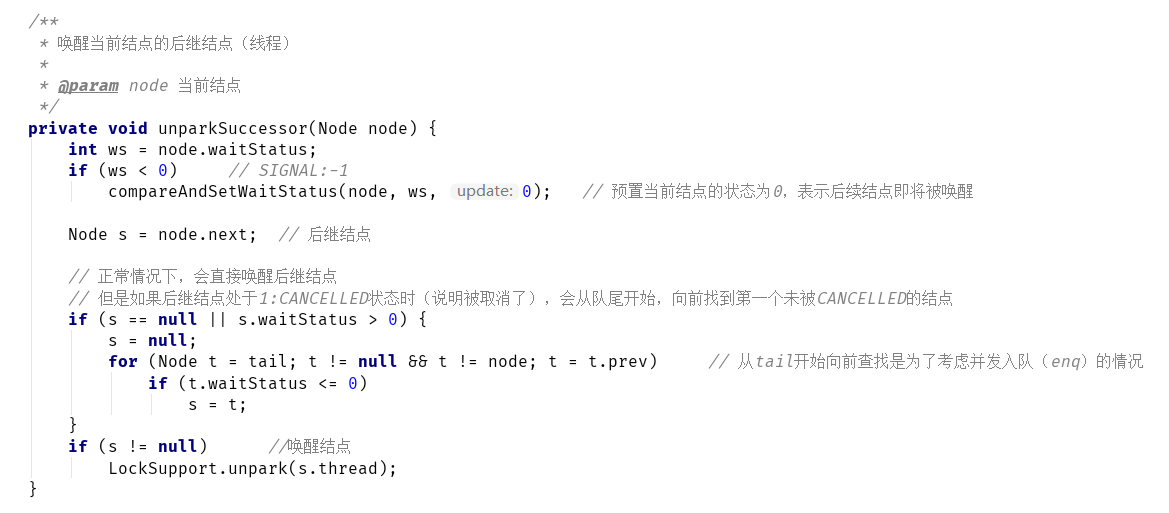 /**
 * 唤醒当前结点的后继结点（线程）
 *
 * @param node 当前结点
 */
private void unparkSuccessor(Node node) {
    int ws = node.waitStatus;
    if (ws < 0)     // SIGNAL:-1
        compareAndSetWaitStatus(node, ws, update: 0);   // 预置当前结点的状态为0，表示后续结点即将被唤醒
    Node s = node.next;  // 后继结点
    // 正常情况下，会直接唤醒后继结点
    // 但是如果后继结点处于1:CANCELLED状态时（说明被取消了），会从队尾开始，向前找到第一个未被CANCELLED的结点
    if (s == null || s.waitStatus > 0) {
        s = null;
        for (Node t = tail; t != null && t != node; t = t.prev)     // 从tail开始向前查找是为了考虑并发入队（enq）的情况
            if (t.waitStatus <= 0)
                s = t;
    }
    if (s != null)      //唤醒结点
        LockSupport.unpark(s.thread);
}